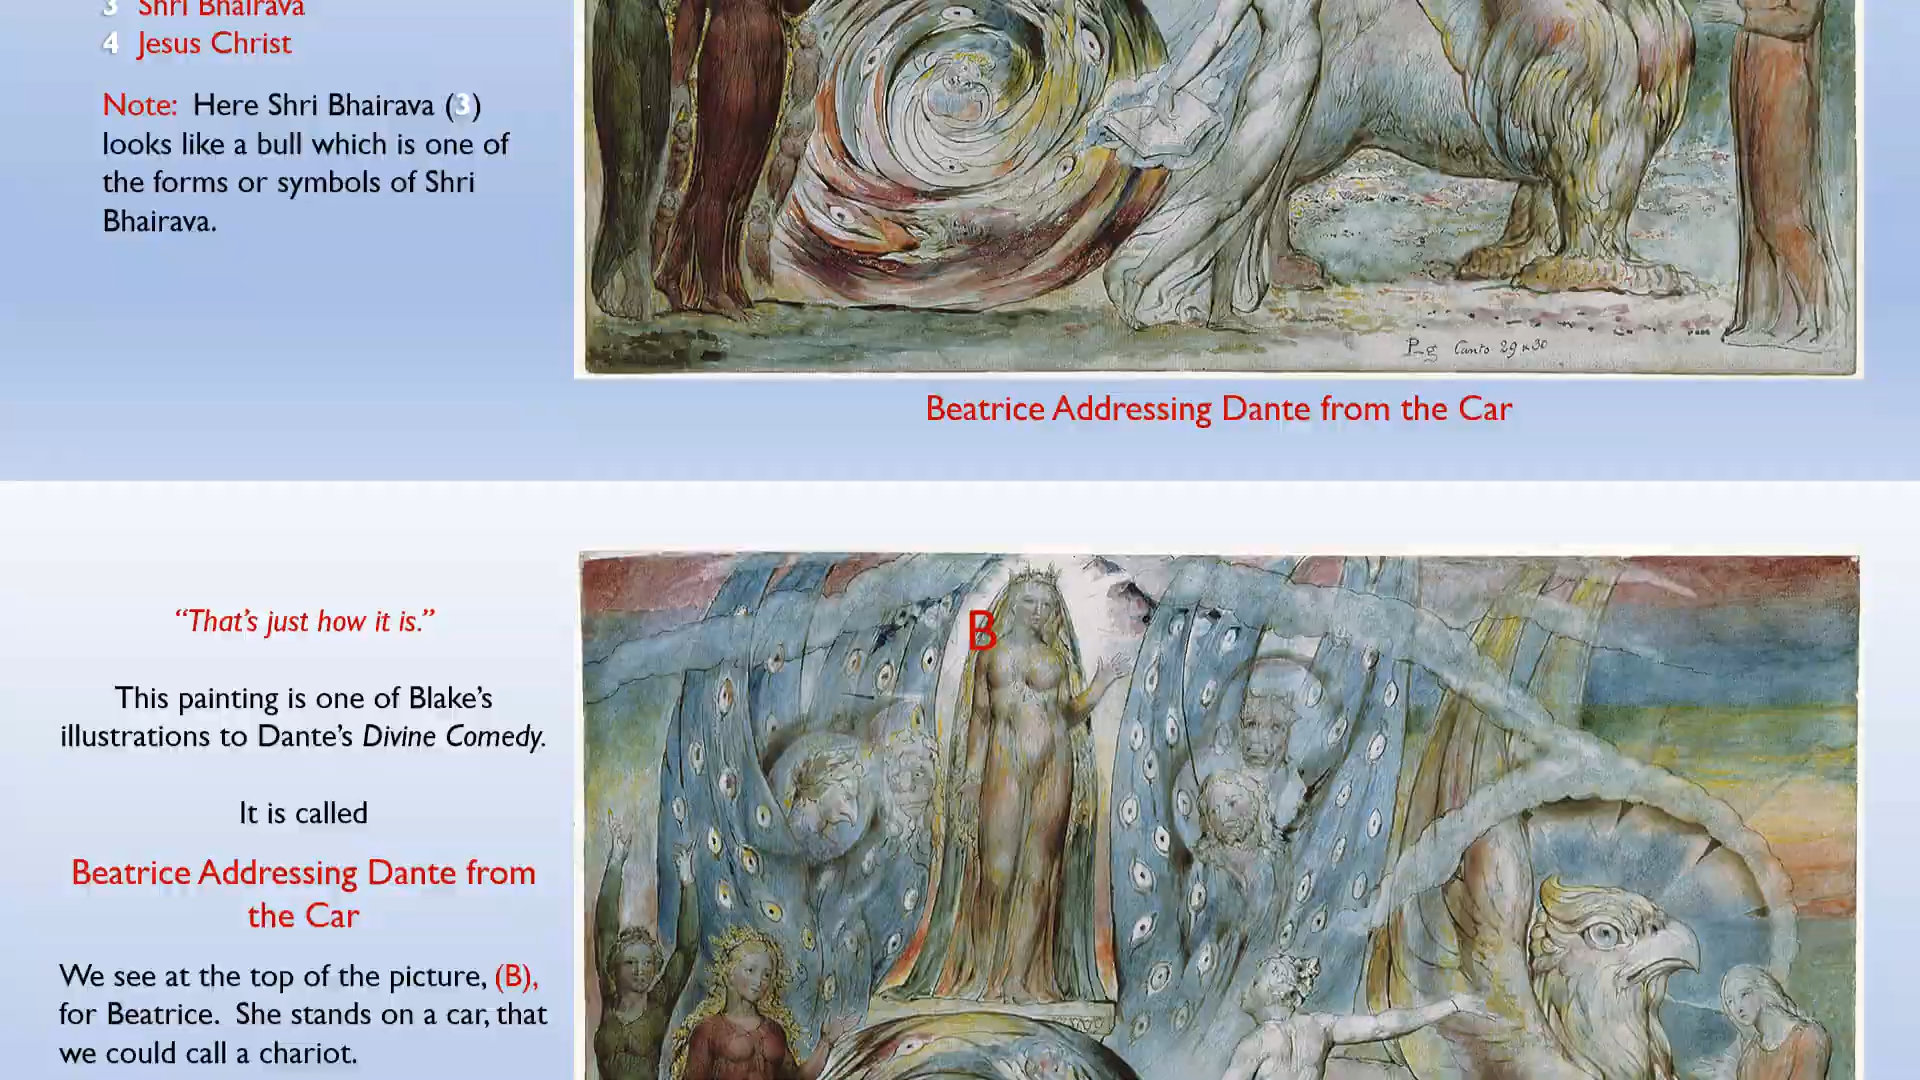 3 Shri Bhairava
4 Jesus Christ
Note: Here Shri Bhairava (3)
looks like a bull which is one of
the forms or symbols of Shri
Bhairava.
P-g Canto 29 & 30
Beatrice Addressing Dante from the Car
“That’s just how it is.”
This painting is one of Blake’s
illustrations to Dante’s Divine Comedy.
It is called
Beatrice Addressing Dante from
the Car
We see at the top of the picture, (B),
for Beatrice. She stands on a car, that
we could call a chariot.
B